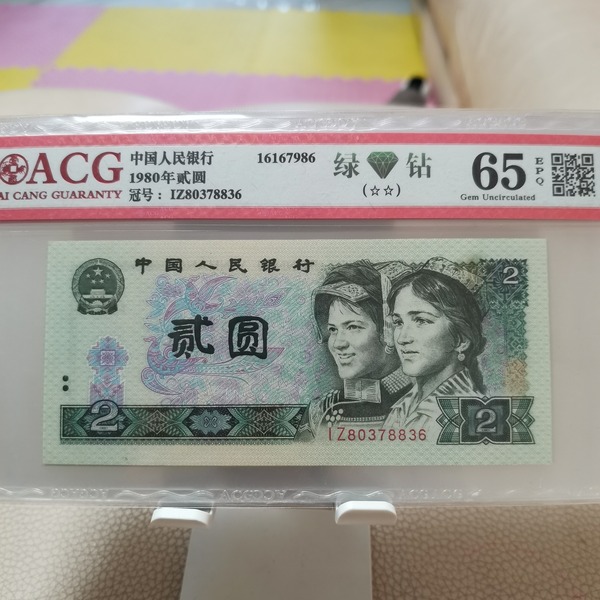 ACG
AI CANG GUARANTY
中国人民银行
1980年贰圆
冠号： IZ80378836
16167986
绿 钻
(☆☆)
65
EPQ
Gem Uncirculated
中国人民银行
2
贰圆
2
2
IZ80378836